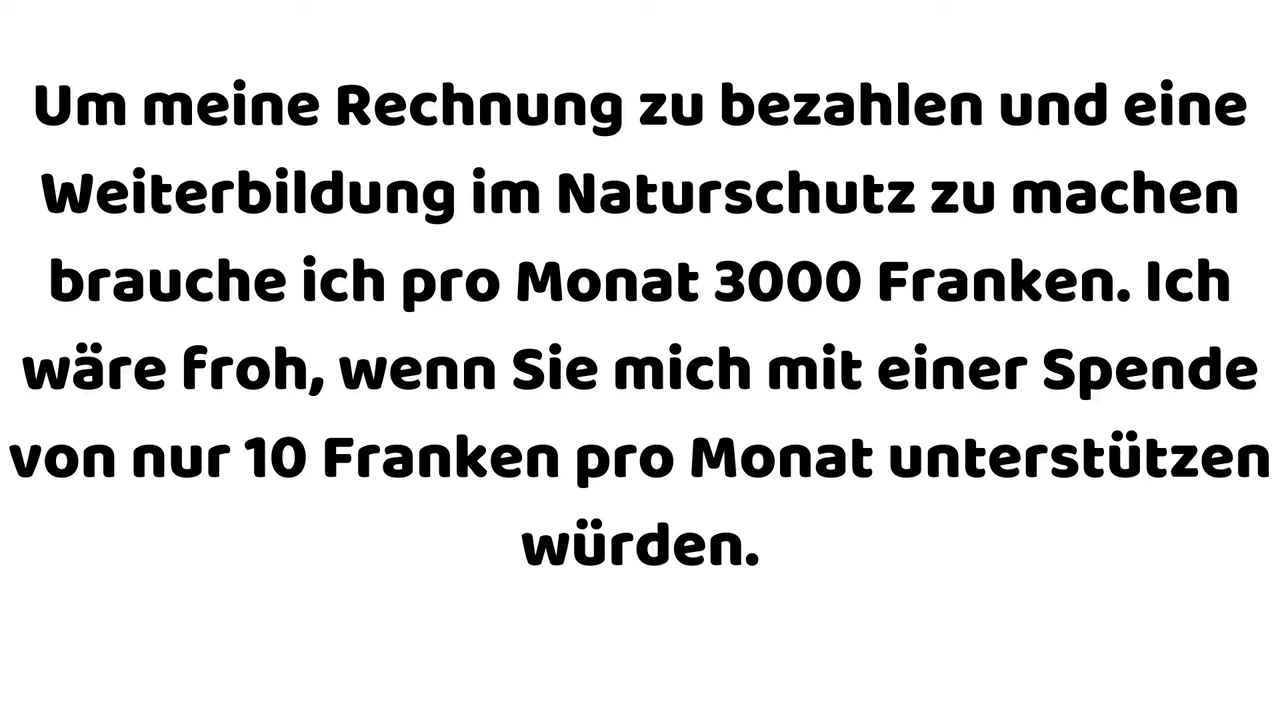 Um meine Rechnung zu bezahlen und eine
Weiterbildung im Naturschutz zu machen
brauche ich pro Monat 3000 Franken. Ich
wäre froh, wenn Sie mich mit einer Spende
von nur 10 Franken pro Monat unterstützen
würden.